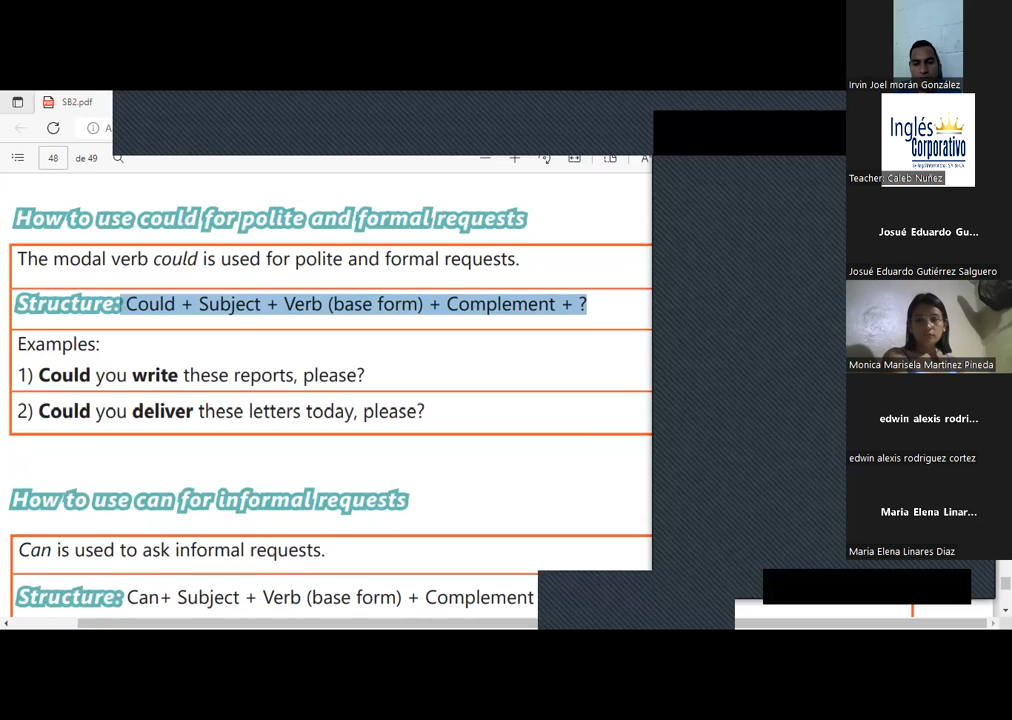 SB2.pdf
A
48 de 49
How to use could for polite and formal requests
The modal verb could is used for polite and formal requests.
Structure: Could + Subject + Verb (base form) + Complement + ?
Examples:
1) Could you write these reports, please?
2) Could you deliver these letters today, please?
How to use can for informal requests
Can is used to ask informal requests.
Structure: Can+ Subject + Verb (base form) + Complement
Irvin Joel morán González
Inglés
Corporativo
Teacher: Caleb Nuñez
Josué Eduardo Gu...
Josué Eduardo Gutiérrez Salguero
Monica Marisela Martinez Pineda
edwin alexis rodri...
edwin alexis rodriguez cortez
Maria Elena Linar...
Maria Elena Linares Diaz